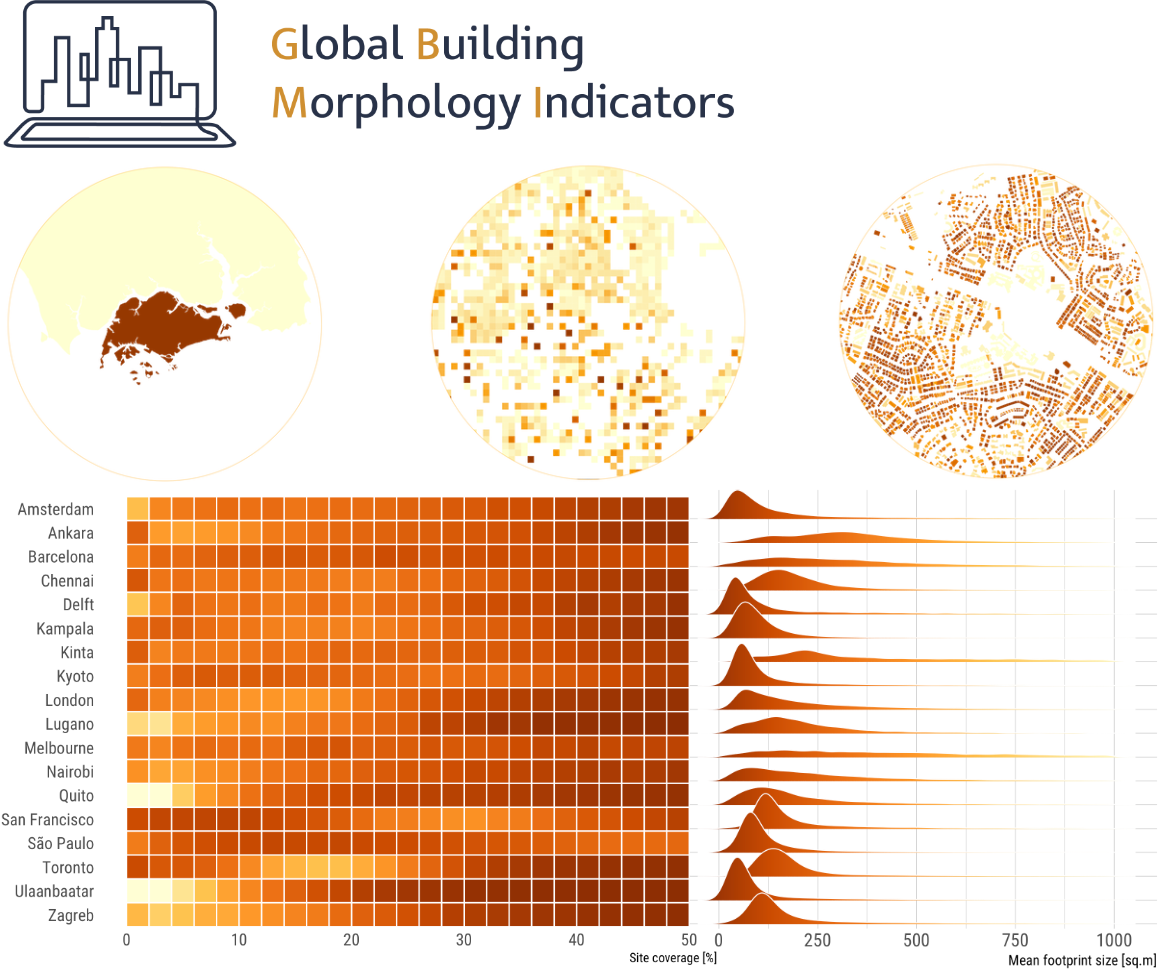 Global Building
Morphology Indicators
Amsterdam
Ankara
Barcelona
Chennai
Delft
Kampala
Kinta
Kyoto
London
Lugano
Melbourne
Nairobi
Quito
San Francisco
São Paulo
Toronto
Ulaanbaatar
Zagreb
0 10 20 30 40 50 0 250 500 750 1000
Site coverage [%] Mean footprint size [sq.m]